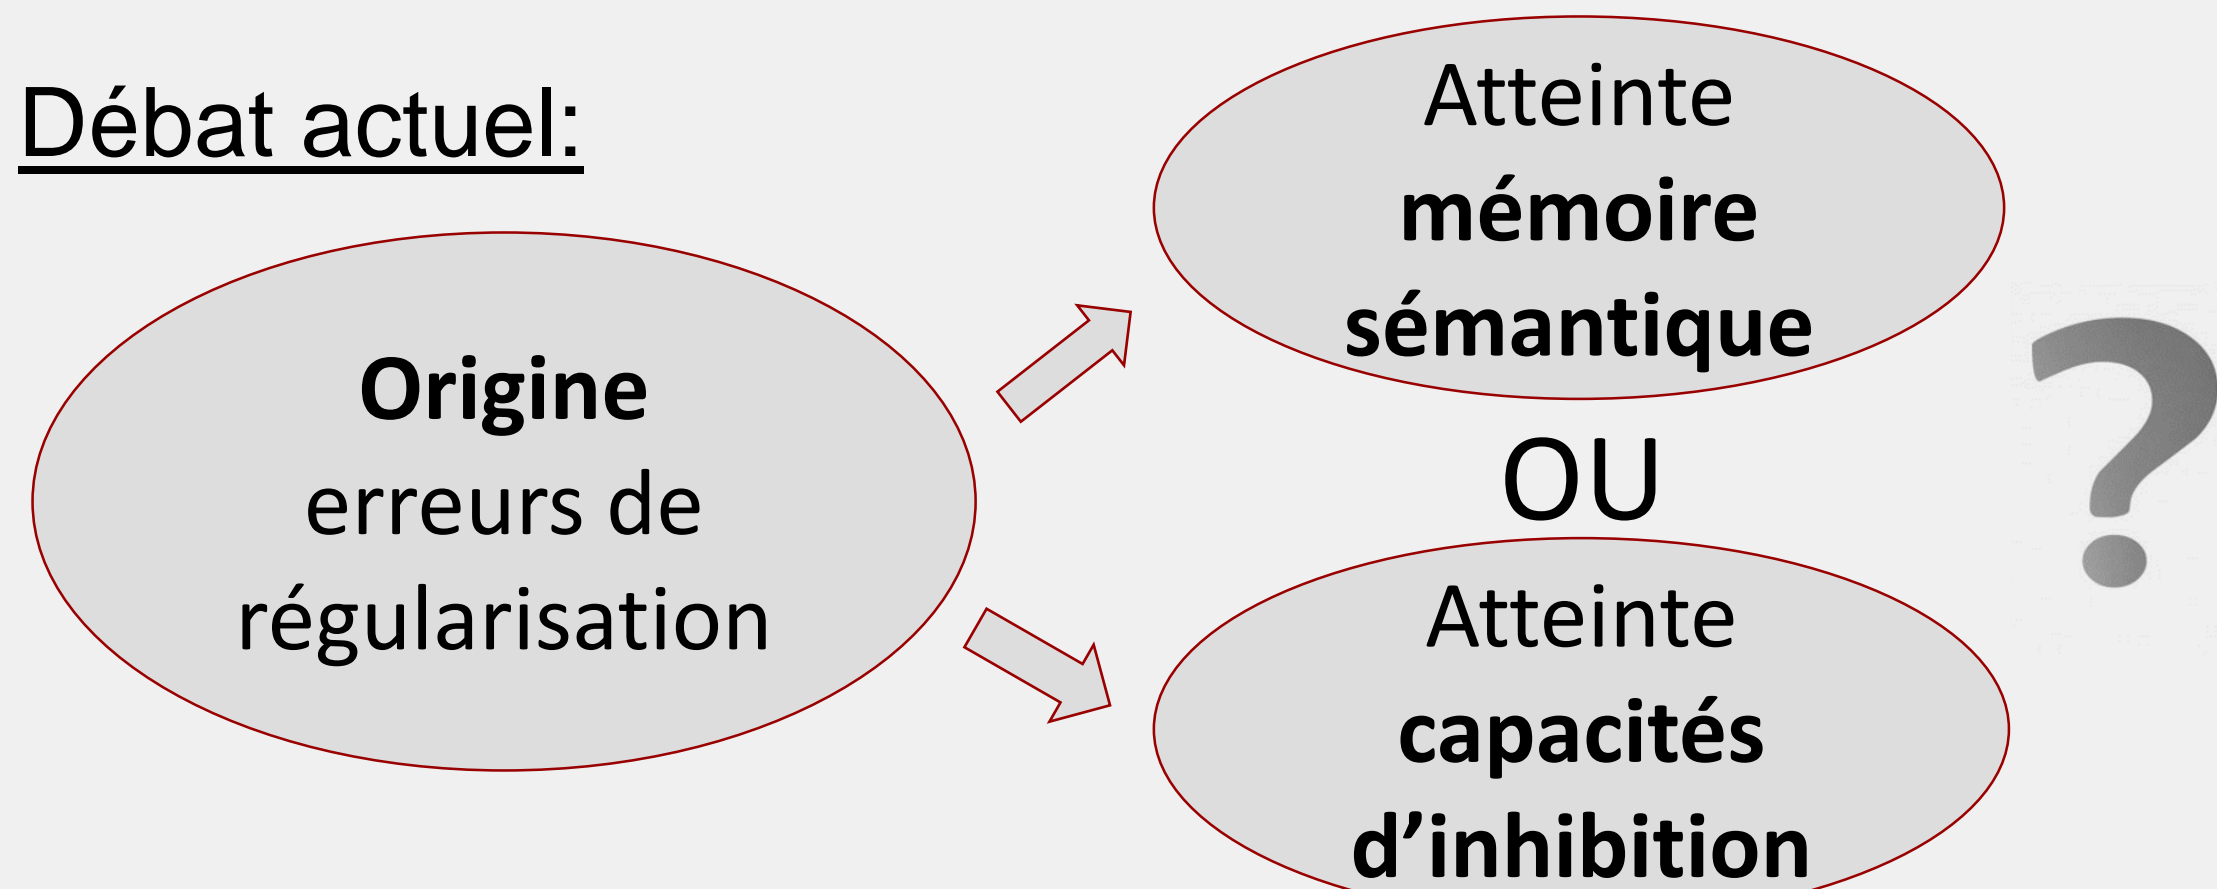 Débat actuel:
Origine
erreurs de
régularisation
Atteinte
mémoire
sémantique
OU
Atteinte
capacités
d’inhibition
?